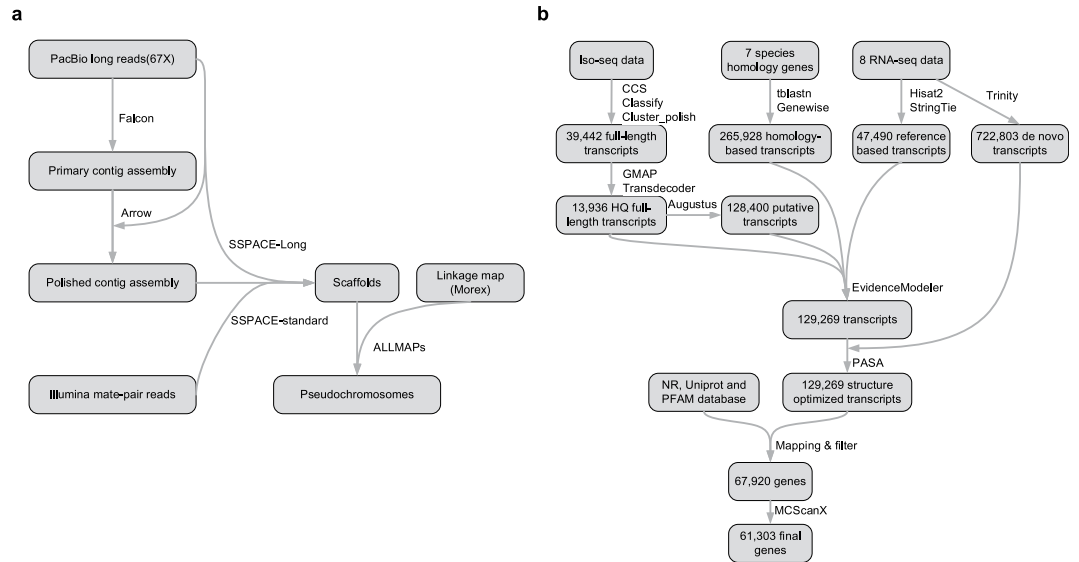 a
PacBio long reads(67X)
Falcon
Primary contig assembly
Arrow
SSPACE-Long
Polished contig assembly
Scaffolds
Linkage map
(Morex)
SSPACE-standard
ALLMAPs
Illumina mate-pair reads
Pseudochromosomes
b
Iso-seq data
7 species
homology genes
8 RNA-seq data
CCS
Classify
Cluster_polish
tblastn
Genewise
Hisat2
StringTie
Trinity
39,442 full-length
transcripts
265,928 homology-
based transcripts
47,490 reference
based transcripts
722,803 de novo
transcripts
GMAP
Transdecoder
13,936 HQ full-
length transcripts
Augustus
128,400 putative
transcripts
EvidenceModeler
129,269 transcripts
PASA
NR, Uniprot and
PFAM database
129,269 structure
optimized transcripts
Mapping & filter
67,920 genes
MCScanX
61,303 final
genes